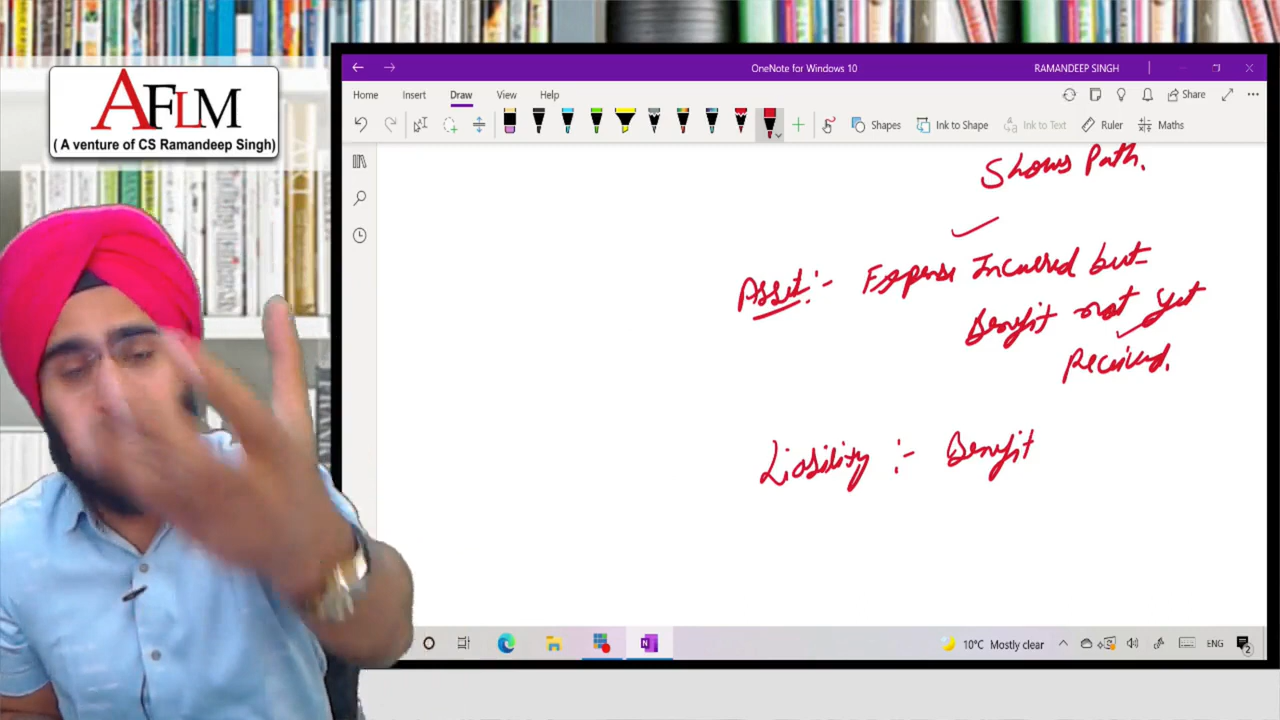 AFLM
( A venture of CS Ramandeep Singh)
OneNote for Windows 10
RAMANDEEP SINGH
Home Insert Draw View Help
Share
Shapes Ink to Shape Ink to Text Ruler Maths
Shows Path.
Asset :- Expense Incurred but
Benefit not yet
Received.
Liability :- Benefit
10°C Mostly clear
ENG
2